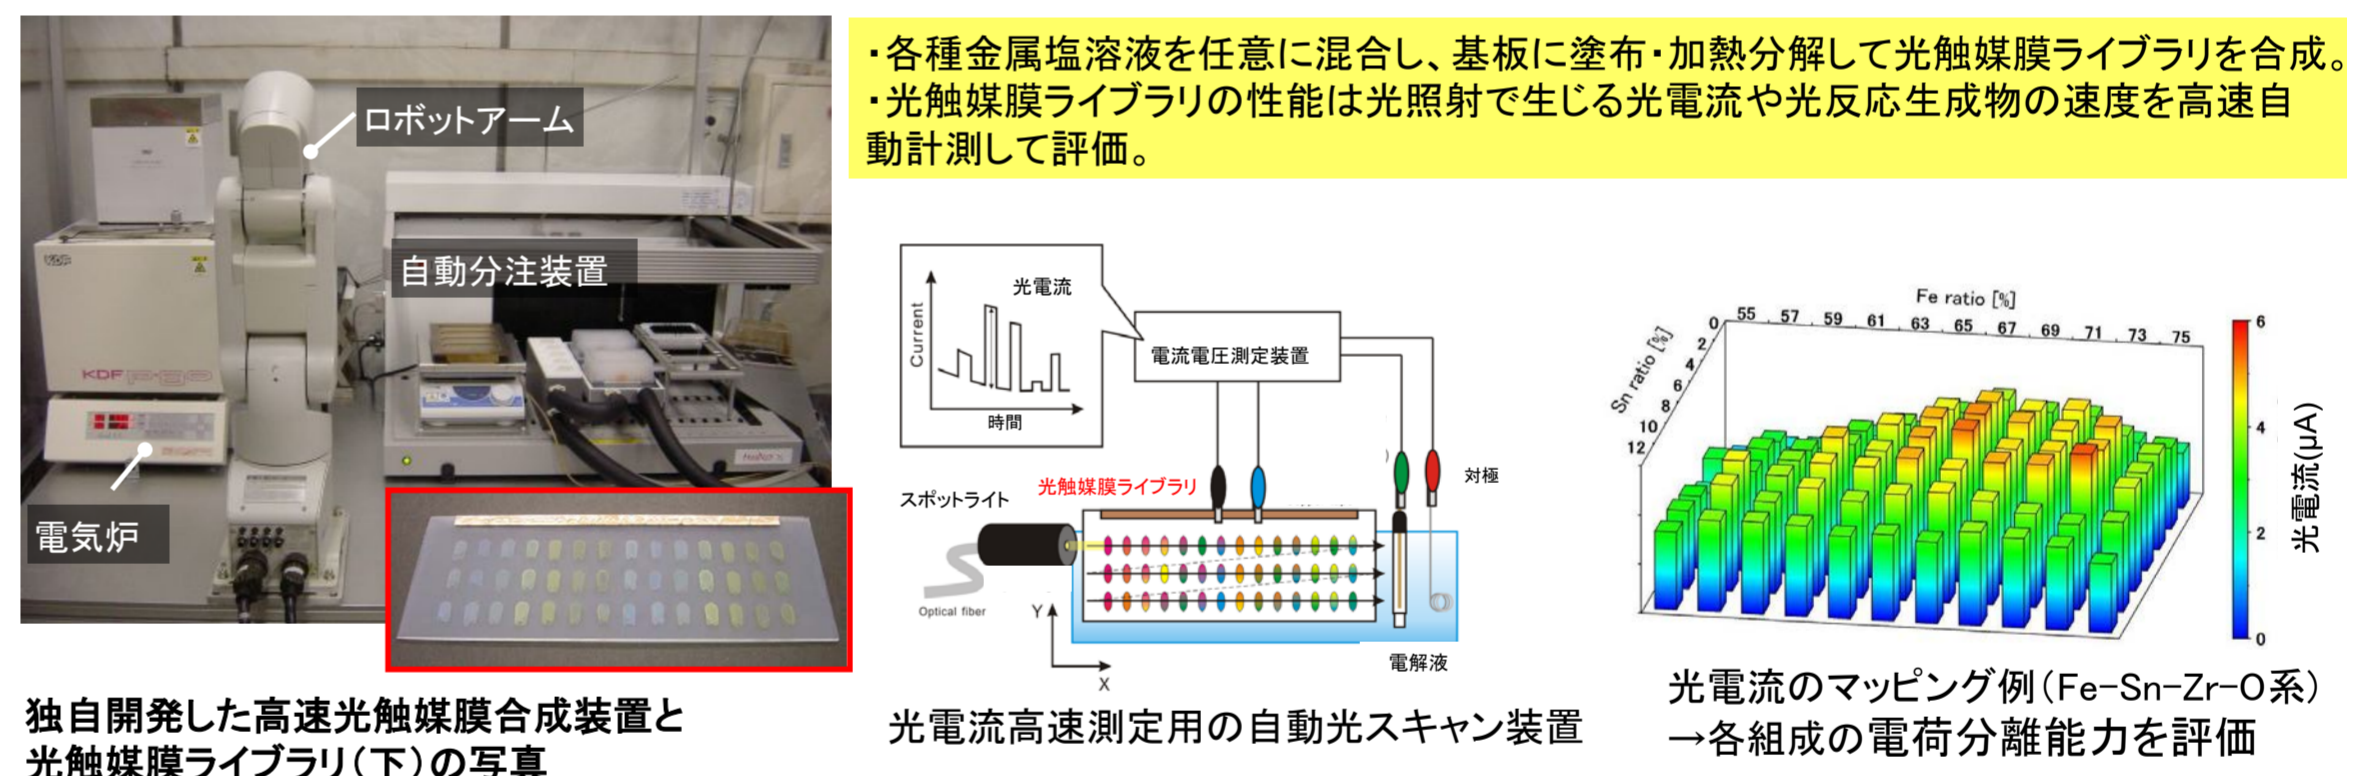 ロボットアーム
自動分注装置
電気炉
KDF
KDF P-90
独自開発した高速光触媒膜合成装置と
光触媒膜ライブラリ(下)の写真
・各種金属塩溶液を任意に混合し、基板に塗布・加熱分解して光触媒膜ライブラリを合成。
・光触媒膜ライブラリの性能は光照射で生じる光電流や光反応生成物の速度を高速自
動計測して評価。
光電流
Current
時間
電流電圧測定装置
スポットライト
光触媒膜ライブラリ
対極
Optical fiber
Y
X
電解液
光電流高速測定用の自動光スキャン装置
Fe ratio [%]
55 57 59 61 63 65 67 69 71 73 75
Sn ratio [%]
0
2
4
6
8
10
12
6
4
2
0
光電流(μA)
光電流のマッピング例(Fe-Sn-Zr-O系)
→各組成の電荷分離能力を評価